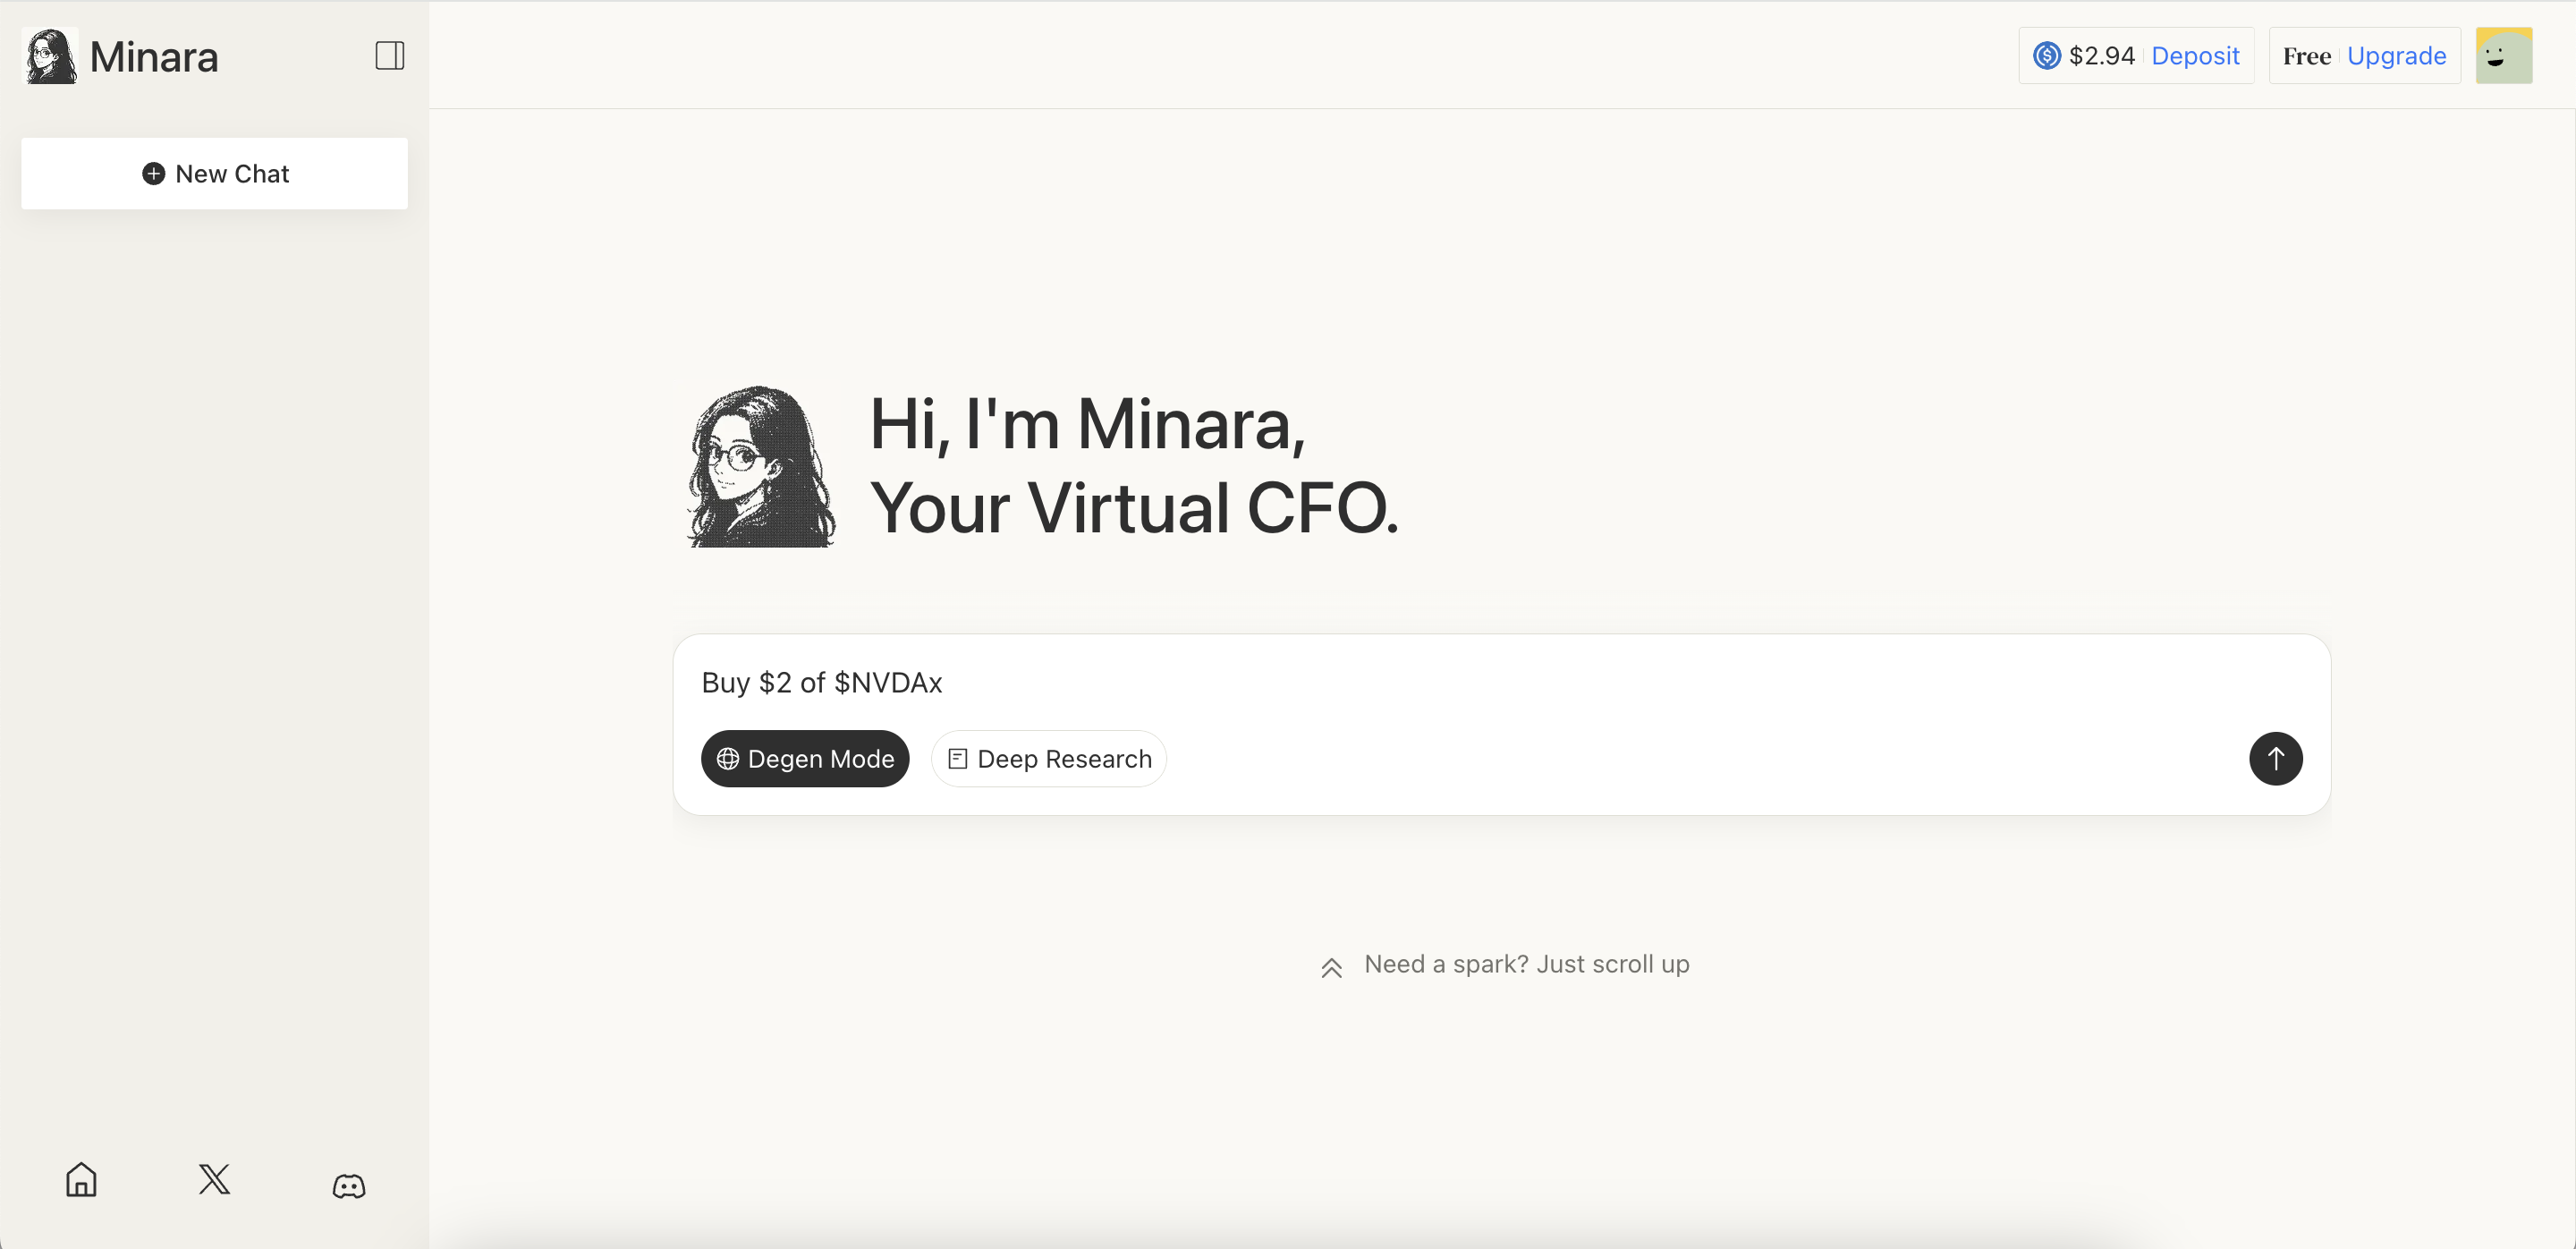 Minara
$2.94 Deposit
Free Upgrade
New Chat
Hi, I'm Minara,
Your Virtual CFO.
Buy $2 of $NVDAx
Degen Mode
Deep Research
Need a spark? Just scroll up